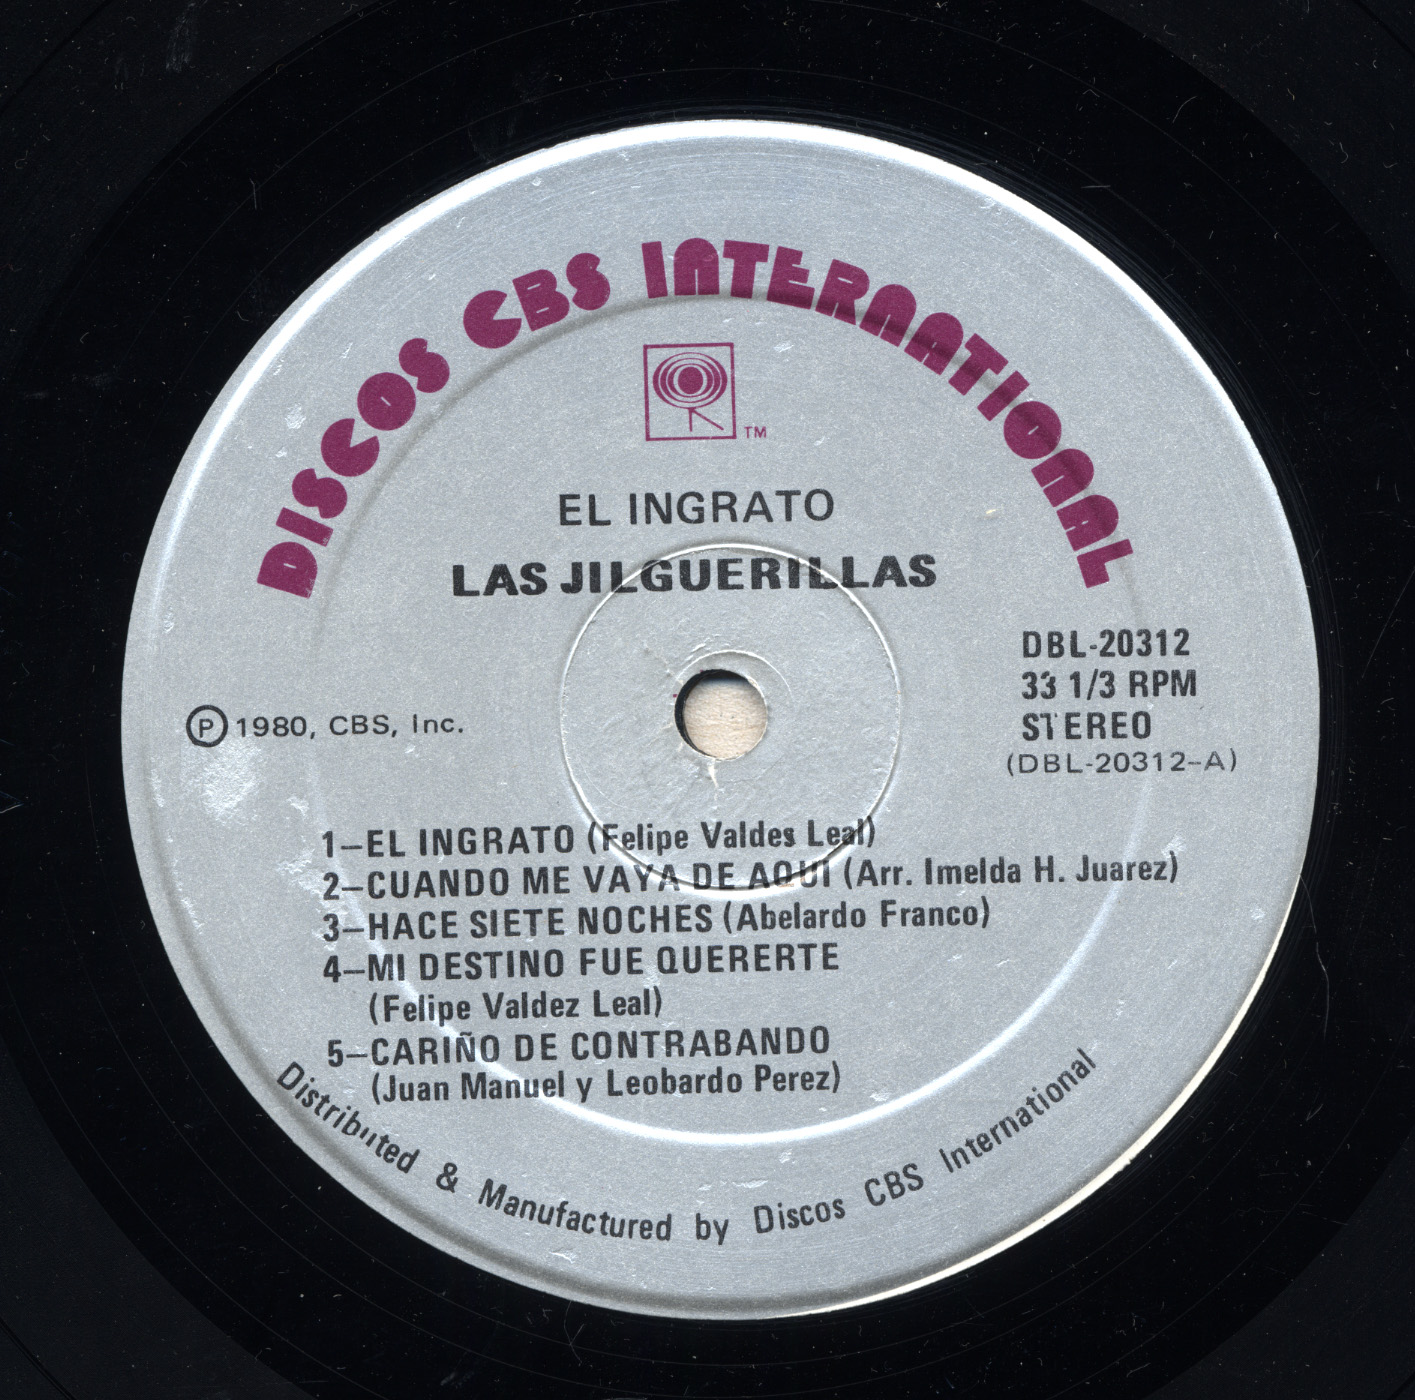 DISCOS CBS INTERNATIONAL
TM
EL INGRATO
LAS JILGUERILLAS
DBL-20312
33 1/3 RPM
STEREO
(DBL-20312-A)
Ⓟ 1980, CBS, Inc.
1-EL INGRATO (Felipe Valdes Leal)
2-CUANDO ME VAYA DE AQUI (Arr. Imelda H. Juarez)
3-HACE SIETE NOCHES (Abelardo Franco)
4-MI DESTINO FUE QUERERTE
(Felipe Valdez Leal)
5-CARIÑO DE CONTRABANDO
(Juan Manuel y Leobardo Perez)
Distributed & Manufactured by Discos CBS International